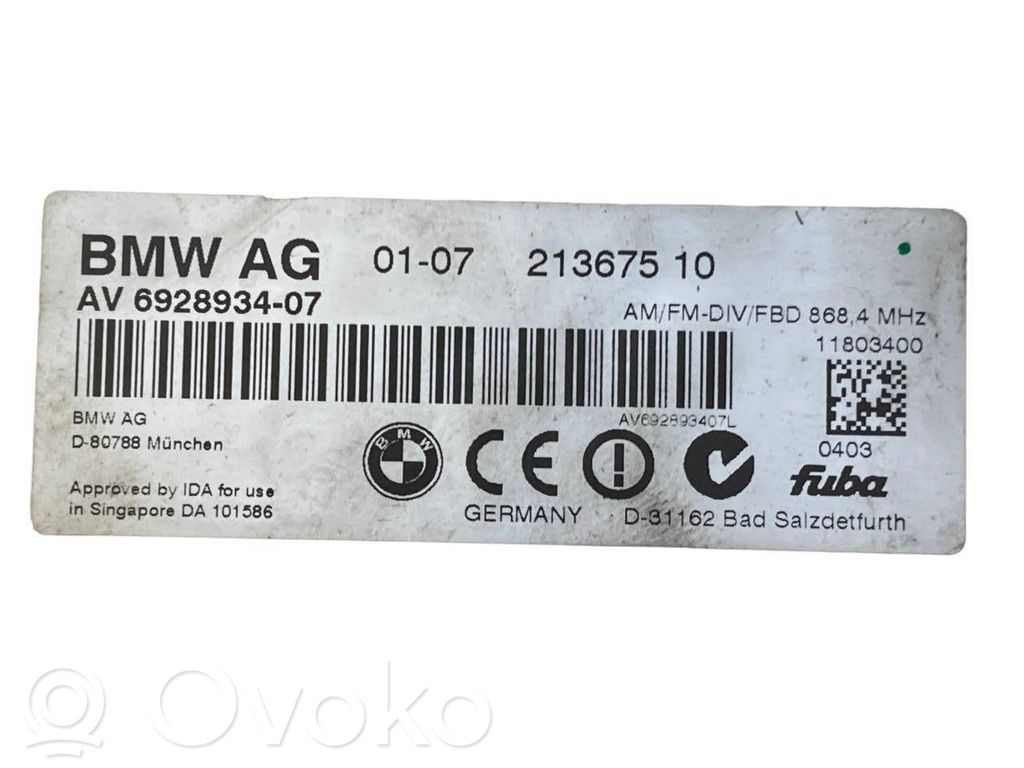 BMW AG 01-07 213675 10
AV 6928934-07
AM/FM-DIV/FBD 868,4 MHz
11803400
AV692893407L
BMW AG
D-80788 München
BMW
CE
0403
fuba
Approved by IDA for use
in Singapore DA 101586
GERMANY D-31162 Bad Salzdetfurth
Ovoko